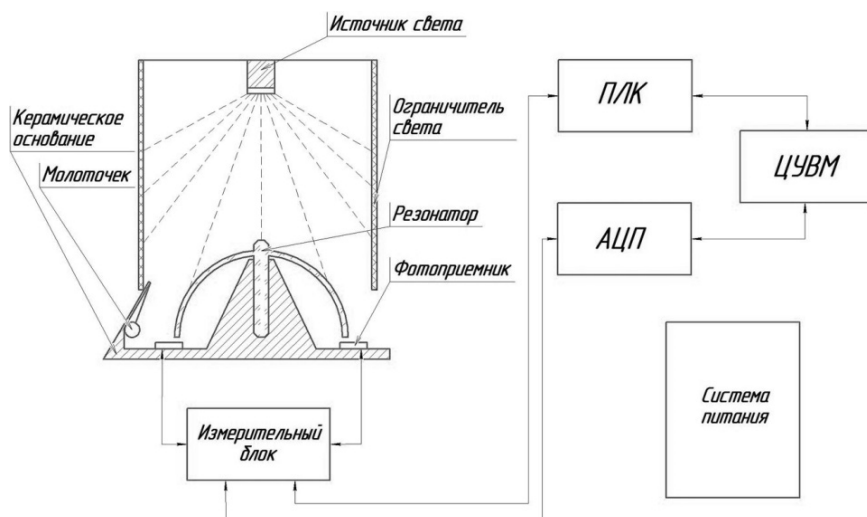 Источник света
ПЛК
Керамическое
основание
Ограничитель
света
Молоточек
ЦУВМ
Резонатор
АЦП
Фотоприемник
Система
питания
Измерительный
блок